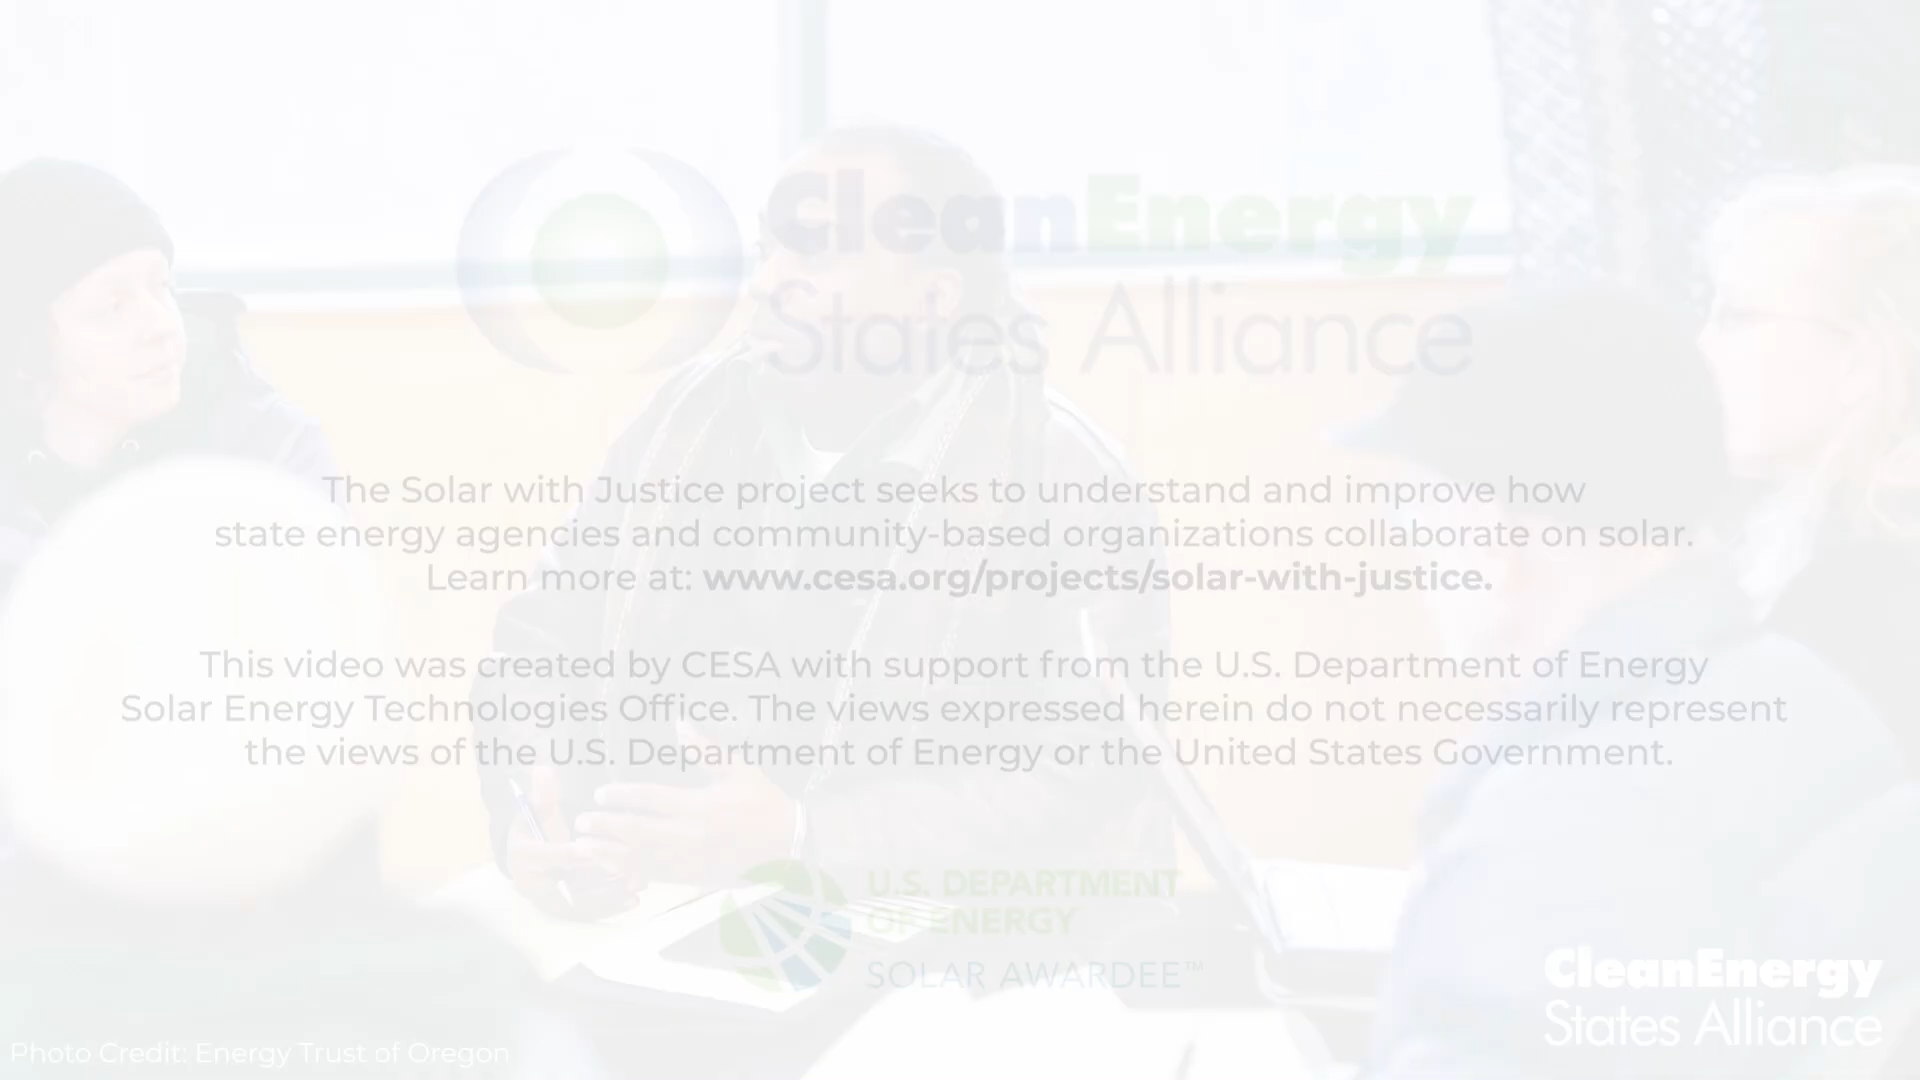 CleanEnergy
States Alliance
The Solar with Justice project seeks to understand and improve how
state energy agencies and community-based organizations collaborate on solar.
Learn more at: www.cesa.org/projects/solar-with-justice.
This video was created by CESA with support from the U.S. Department of Energy
Solar Energy Technologies Office. The views expressed herein do not necessarily represent
the views of the U.S. Department of Energy or the United States Government.
U.S. DEPARTMENT
OF ENERGY
SOLAR AWARDEE™
CleanEnergy
States Alliance
Photo Credit: Energy Trust of Oregon